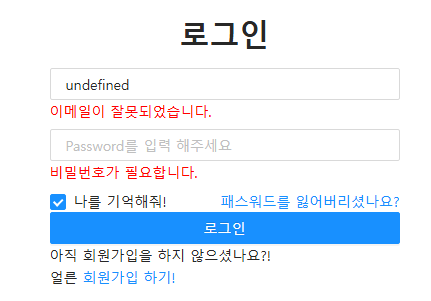 로그인
undefined
이메일이 잘못되었습니다.
Password를 입력 해주세요
비밀번호가 필요합니다.
나를 기억해줘! 패스워드를 잃어버리셨나요?
로그인
아직 회원가입을 하지 않으셨나요?!
얼른 회원가입 하기!